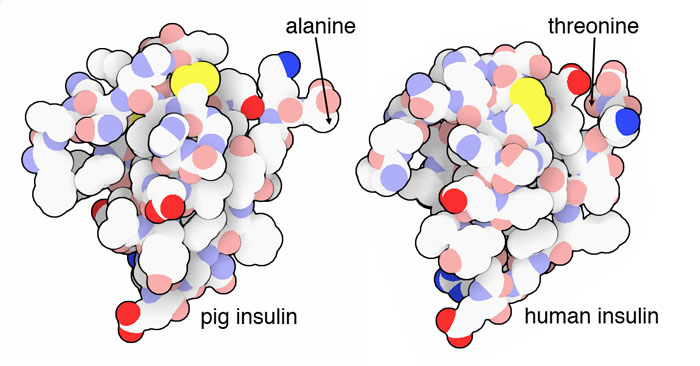 alanine
threonine
pig insulin
human insulin